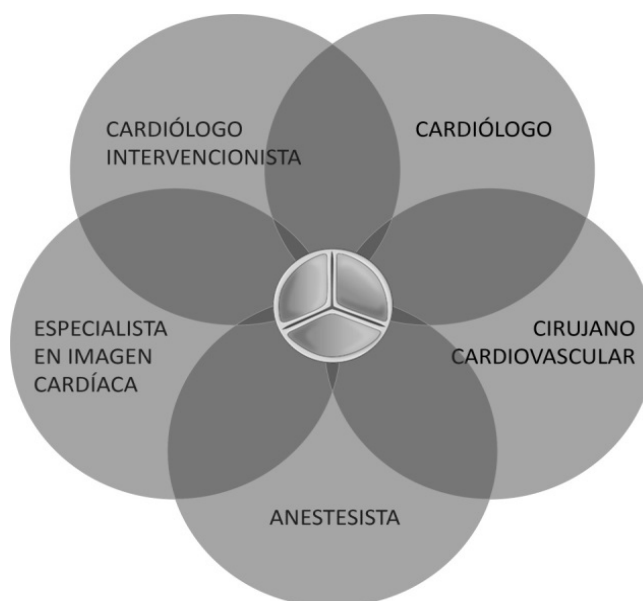 CARDIÓLOGO
INTERVENCIONISTA
CARDIÓLOGO
ESPECIALISTA
EN IMAGEN
CARDÍACA
CIRUJANO
CARDIOVASCULAR
ANESTESISTA